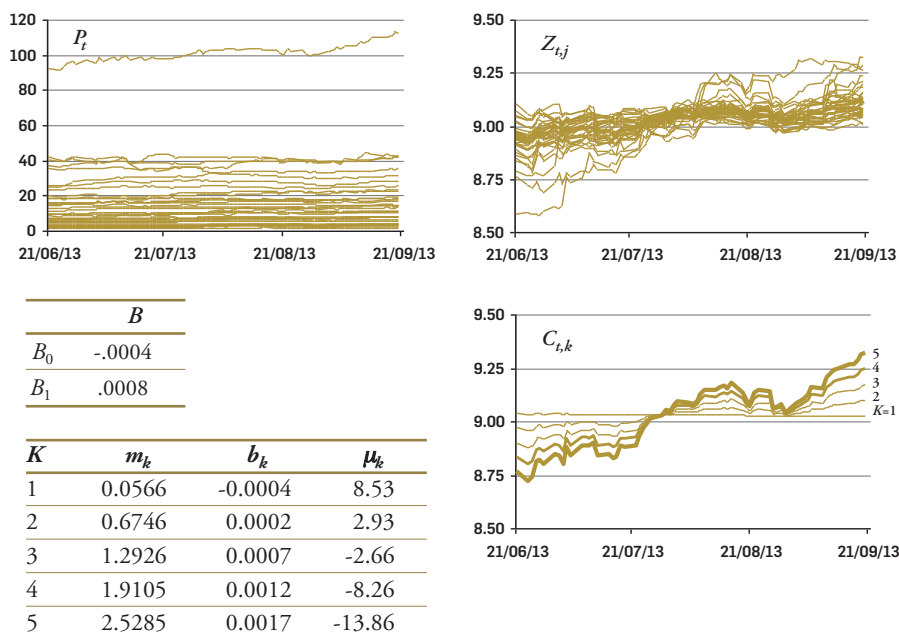 P_t
120
100
80
60
40
20
0
21/06/13 21/07/13 21/08/13 21/09/13
Z_{t,j}
9.50
9.25
9.00
8.75
8.50
21/06/13 21/07/13 21/08/13 21/09/13
B
B_0 -.0004
B_1 .0008
C_{t,k}
9.50
9.25
9.00
8.75
8.50
5
4
3
2
K=1
21/06/13 21/07/13 21/08/13 21/09/13
K m_k b_k μ_k
1 0.0566 -0.0004 8.53
2 0.6746 0.0002 2.93
3 1.2926 0.0007 -2.66
4 1.9105 0.0012 -8.26
5 2.5285 0.0017 -13.86